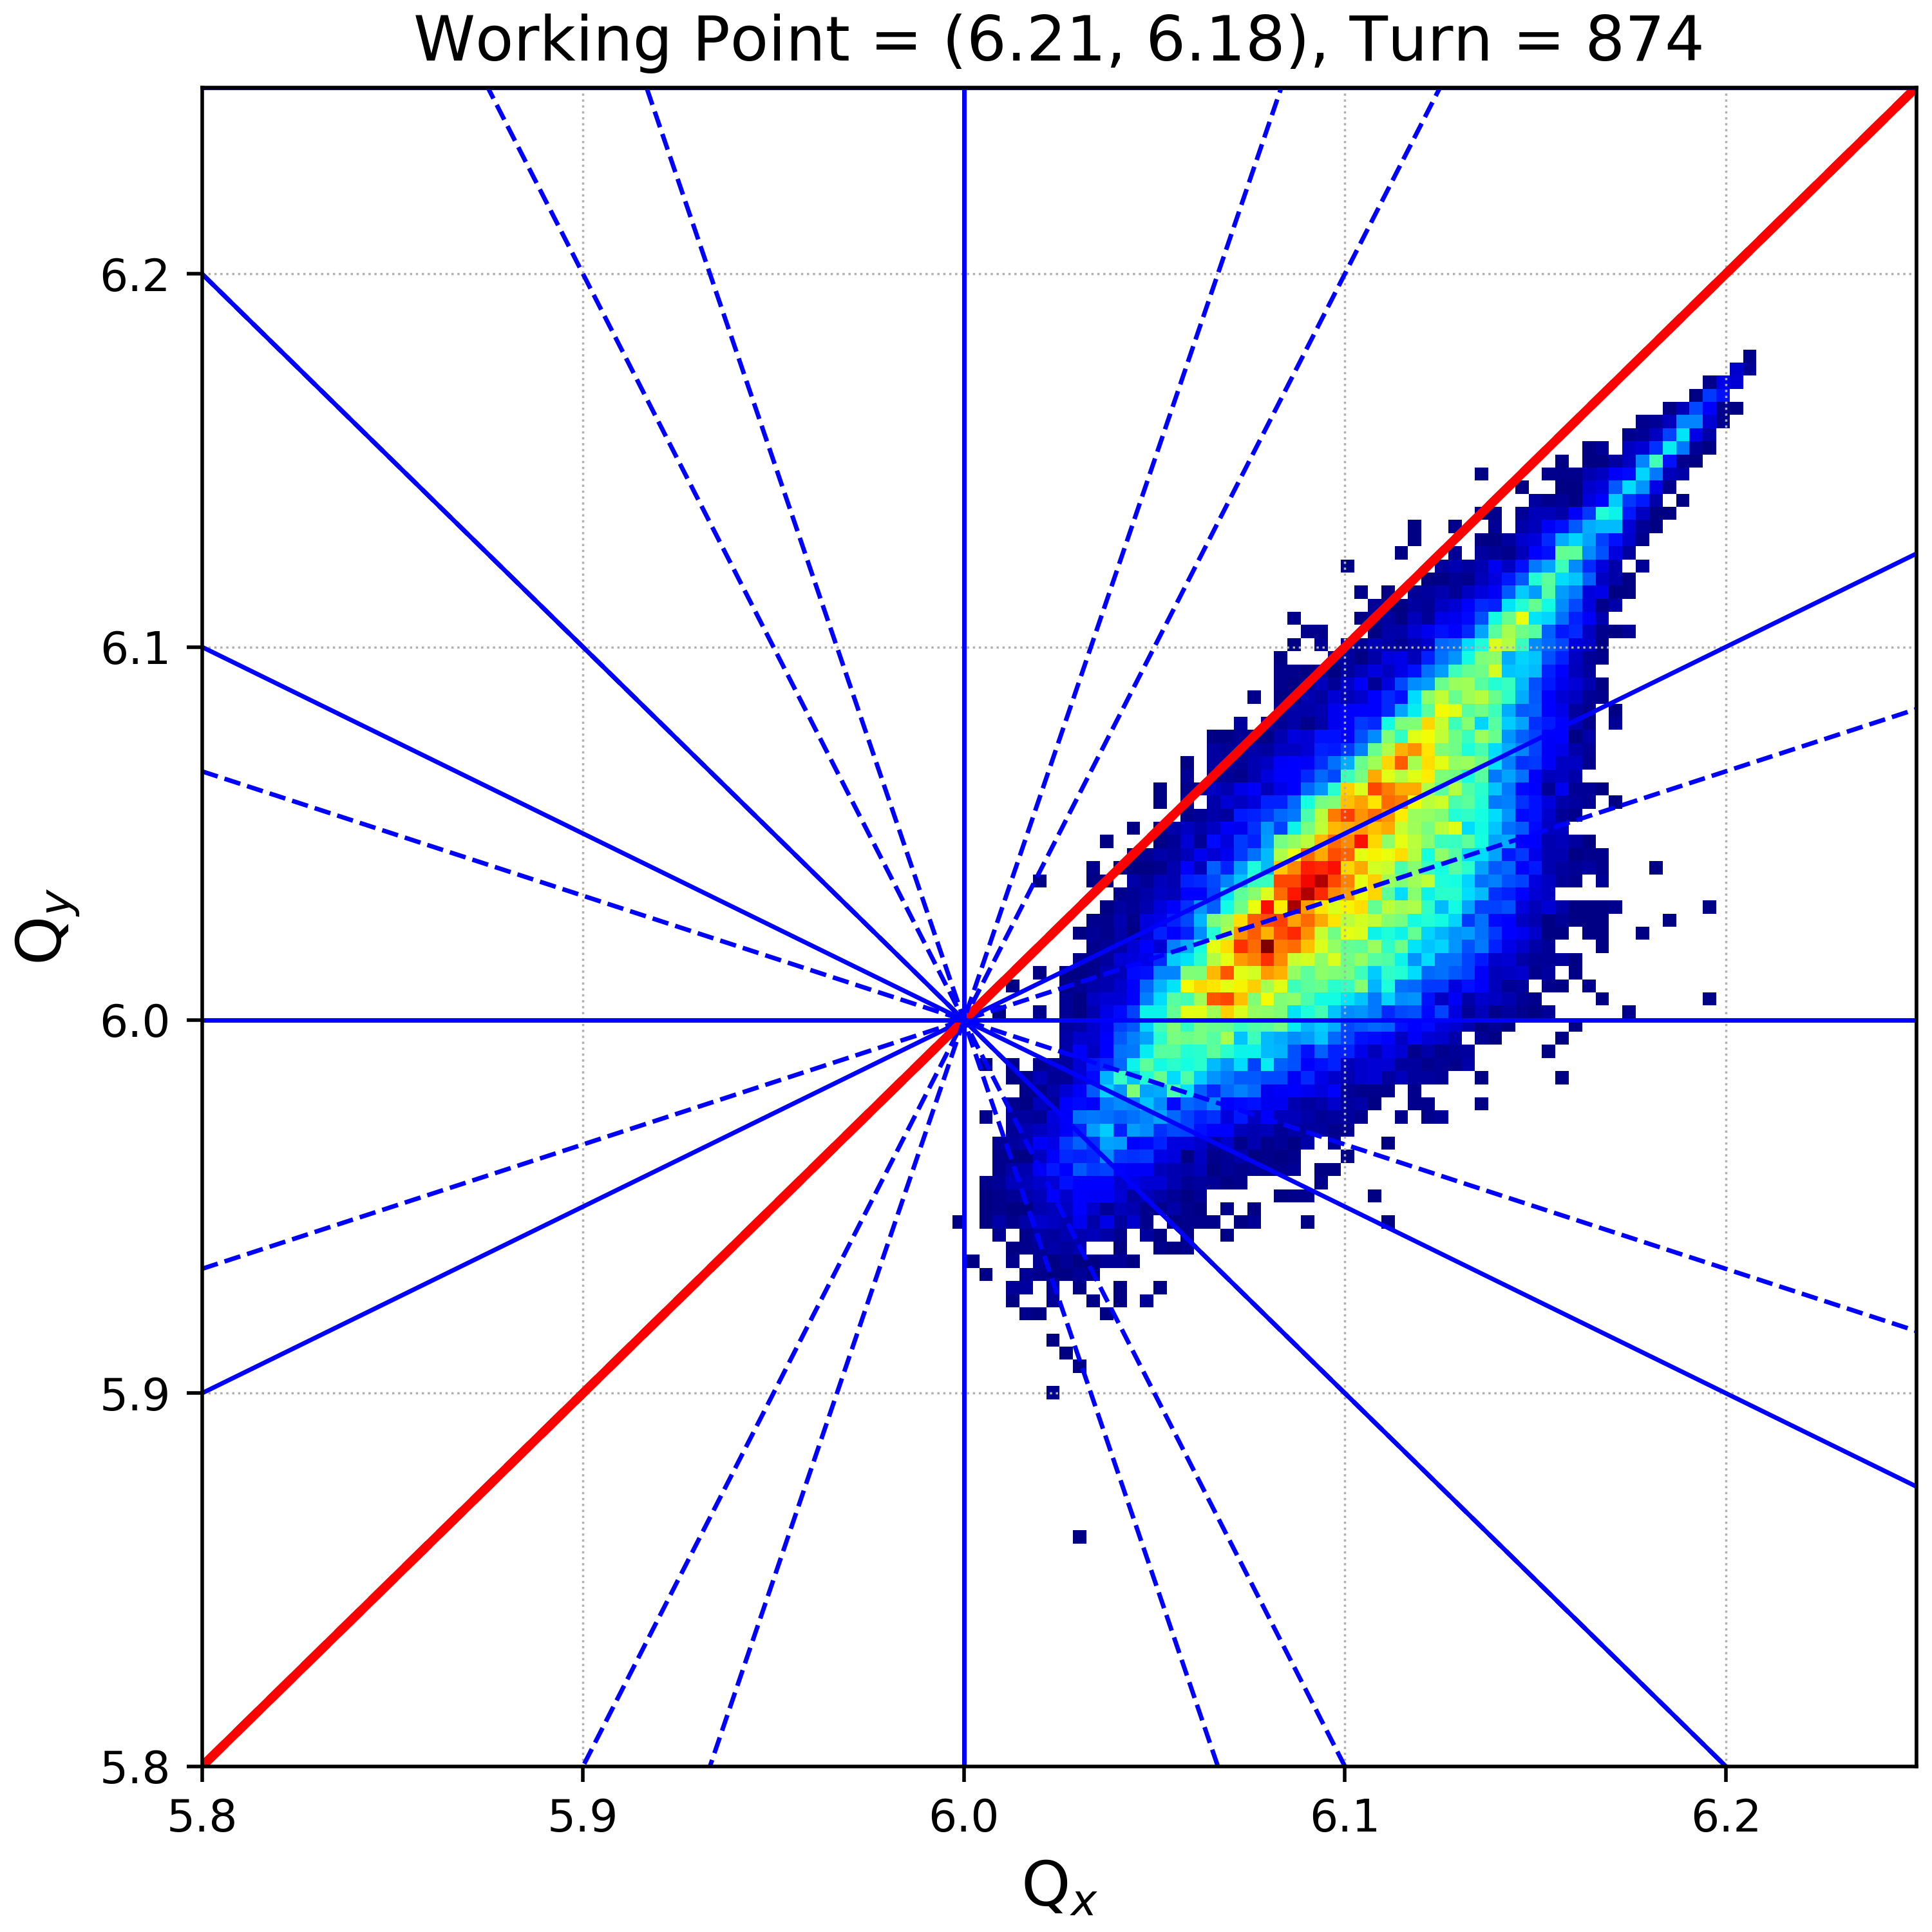 Working Point = (6.21, 6.18), Turn = 874
6.2
6.1
6.0
5.9
5.8
Qy
5.8 5.9 6.0 6.1 6.2
Qx